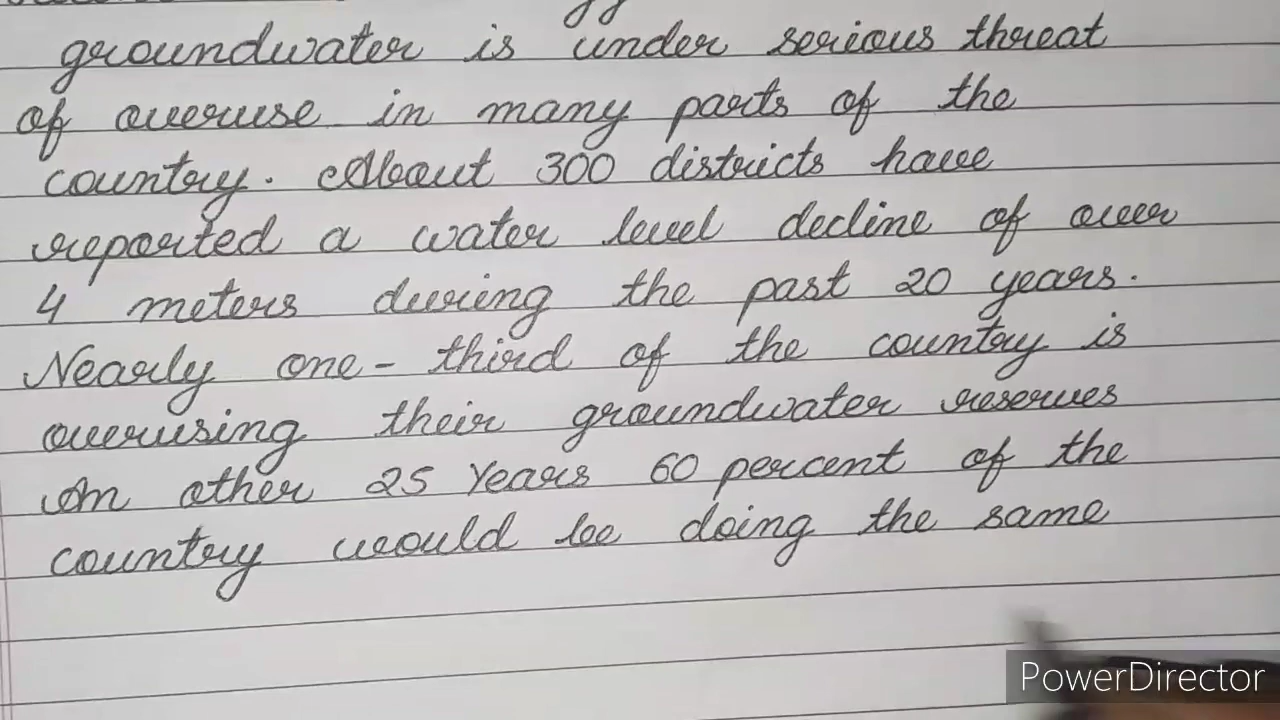 groundwater is under serious threat
of overuse in many parts of the
country. About 300 districts have
reported a water level decline of over
4 meters during the past 20 years.
Nearly one-third of the country is
overusing their groundwater reserves
In other 25 Years 60 percent of the
country would be doing the same
PowerDirector